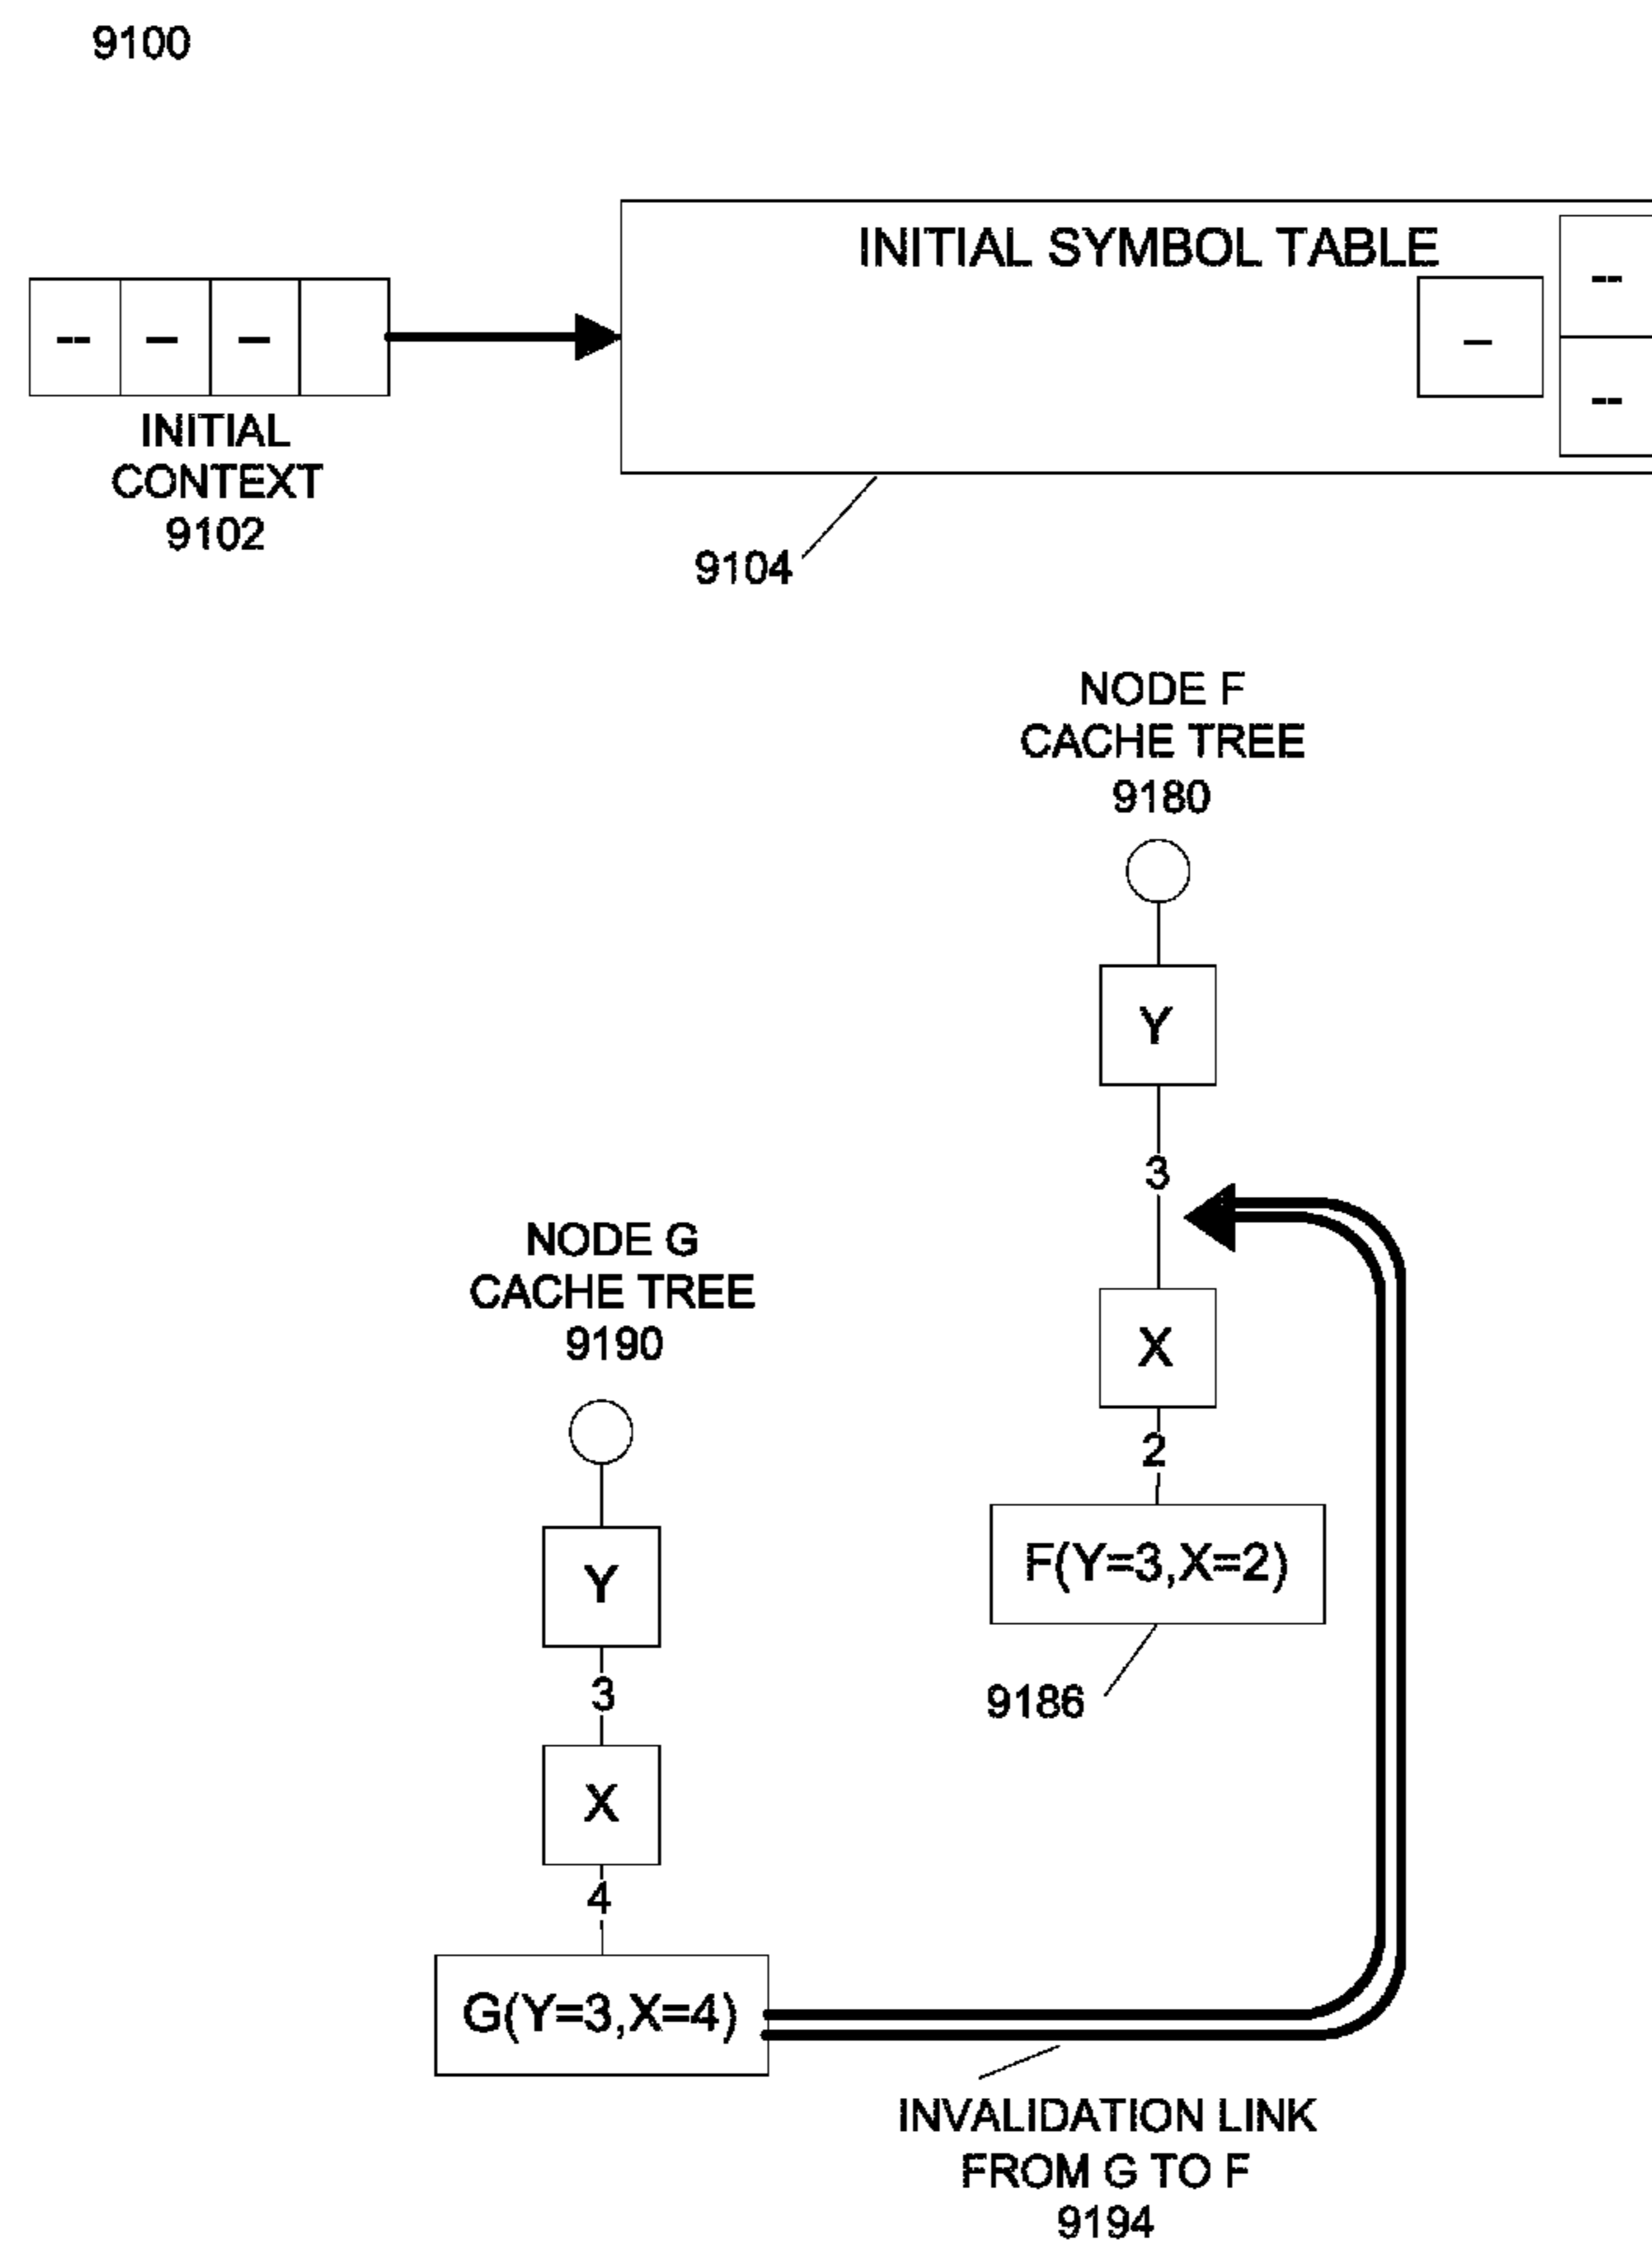 9100
INITIAL SYMBOL TABLE
--
– 
--
-- – –
INITIAL
CONTEXT
9102
9104
NODE F
CACHE TREE
9180
Y
3
X
2
F(Y=3,X=2)
9186
NODE G
CACHE TREE
9190
Y
3
X
4
G(Y=3,X=4)
INVALIDATION LINK
FROM G TO F
9194